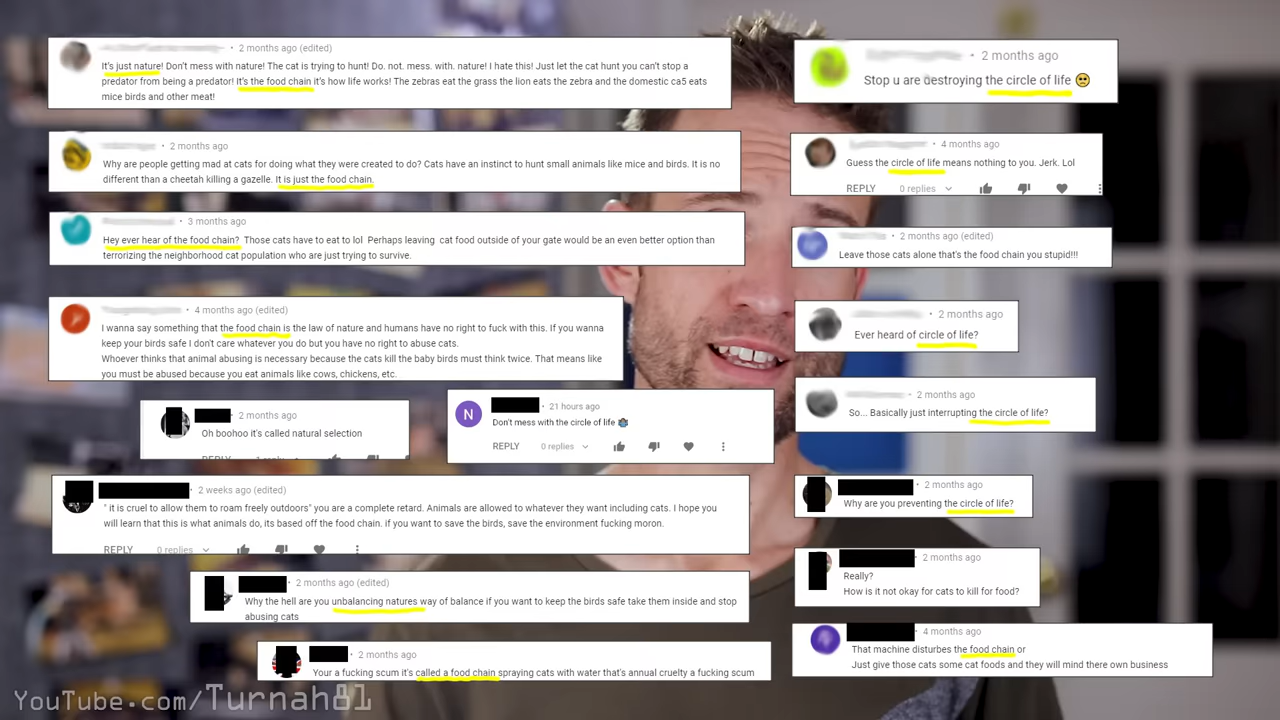 2 months ago (edited)
It's just nature! Don't mess with nature! The cat is trying to hunt! Do. not. mess. with. nature! I hate this! Just let the cat hunt you can't stop a
predator from being a predator! It's the food chain it's how life works! The zebras eat the grass the lion eats the zebra and the domestic ca5 eats
mice birds and other meat!
2 months ago
Why are people getting mad at cats for doing what they were created to do? Cats have an instinct to hunt small animals like mice and birds. It is no
different than a cheetah killing a gazelle. It is just the food chain.
3 months ago
Hey ever hear of the food chain? Those cats have to eat to lol Perhaps leaving cat food outside of your gate would be an even better option than
terrorizing the neighborhood cat population who are just trying to survive.
4 months ago (edited)
I wanna say something that the food chain is the law of nature and humans have no right to fuck with this. If you wanna
keep your birds safe don't care whatever you do but you have no right to abuse cats.
Whoever thinks that animal abusing is necessary because the cats kill the baby birds must think twice. That means like
you must be abused because you eat animals like cows, chickens, etc.
2 months ago
Oh boohoo it's called natural selection
N
21 hours ago
Don't mess with the circle of life
REPLY 0 replies
2 weeks ago (edited)
" it is cruel to allow them to roam freely outdoors" you are a complete retard. Animals are allowed to whatever they want including cats. I hope you
will learn that this is what animals do, its based off the food chain. if you want to save the birds, save the environment fucking moron.
REPLY 0 replies
2 months ago (edited)
Why the hell are you unbalancing natures way of balance if you want to keep the birds safe take them inside and stop
abusing cats
2 months ago
Your a fucking scum it's called a food chain spraying cats with water that's annual cruelty a fucking scum
2 months ago
Stop u are destroying the circle of life
4 months ago
Guess the circle of life means nothing to you. Jerk. Lol
REPLY 0 replies
2 months ago (edited)
Leave those cats alone that's the food chain you stupid!!!
2 months ago
Ever heard of circle of life?
2 months ago
So... Basically just interrupting the circle of life?
2 months ago
Why are you preventing the circle of life?
2 months ago
Really?
How is it not okay for cats to kill for food?
4 months ago
That machine disturbes the food chain or
Just give those cats some cat foods and they will mind there own business
YouTube.com/Turnah81